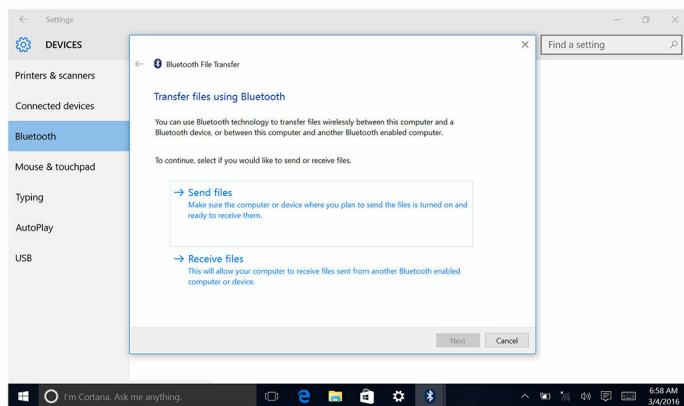 Settings
DEVICES
Find a setting
Printers & scanners
Connected devices
Bluetooth
Mouse & touchpad
Typing
AutoPlay
USB
Bluetooth File Transfer
Transfer files using Bluetooth
You can use Bluetooth technology to transfer files wirelessly between this computer and a
Bluetooth device, or between this computer and another Bluetooth enabled computer.
To continue, select if you would like to send or receive files.
Send files
Make sure the computer or device where you plan to send the files is turned on and
ready to receive them.
Receive files
This will allow your computer to receive files sent from another Bluetooth enabled
computer or device.
Next
Cancel
I'm Cortana. Ask me anything.
6:58 AM
3/4/2016